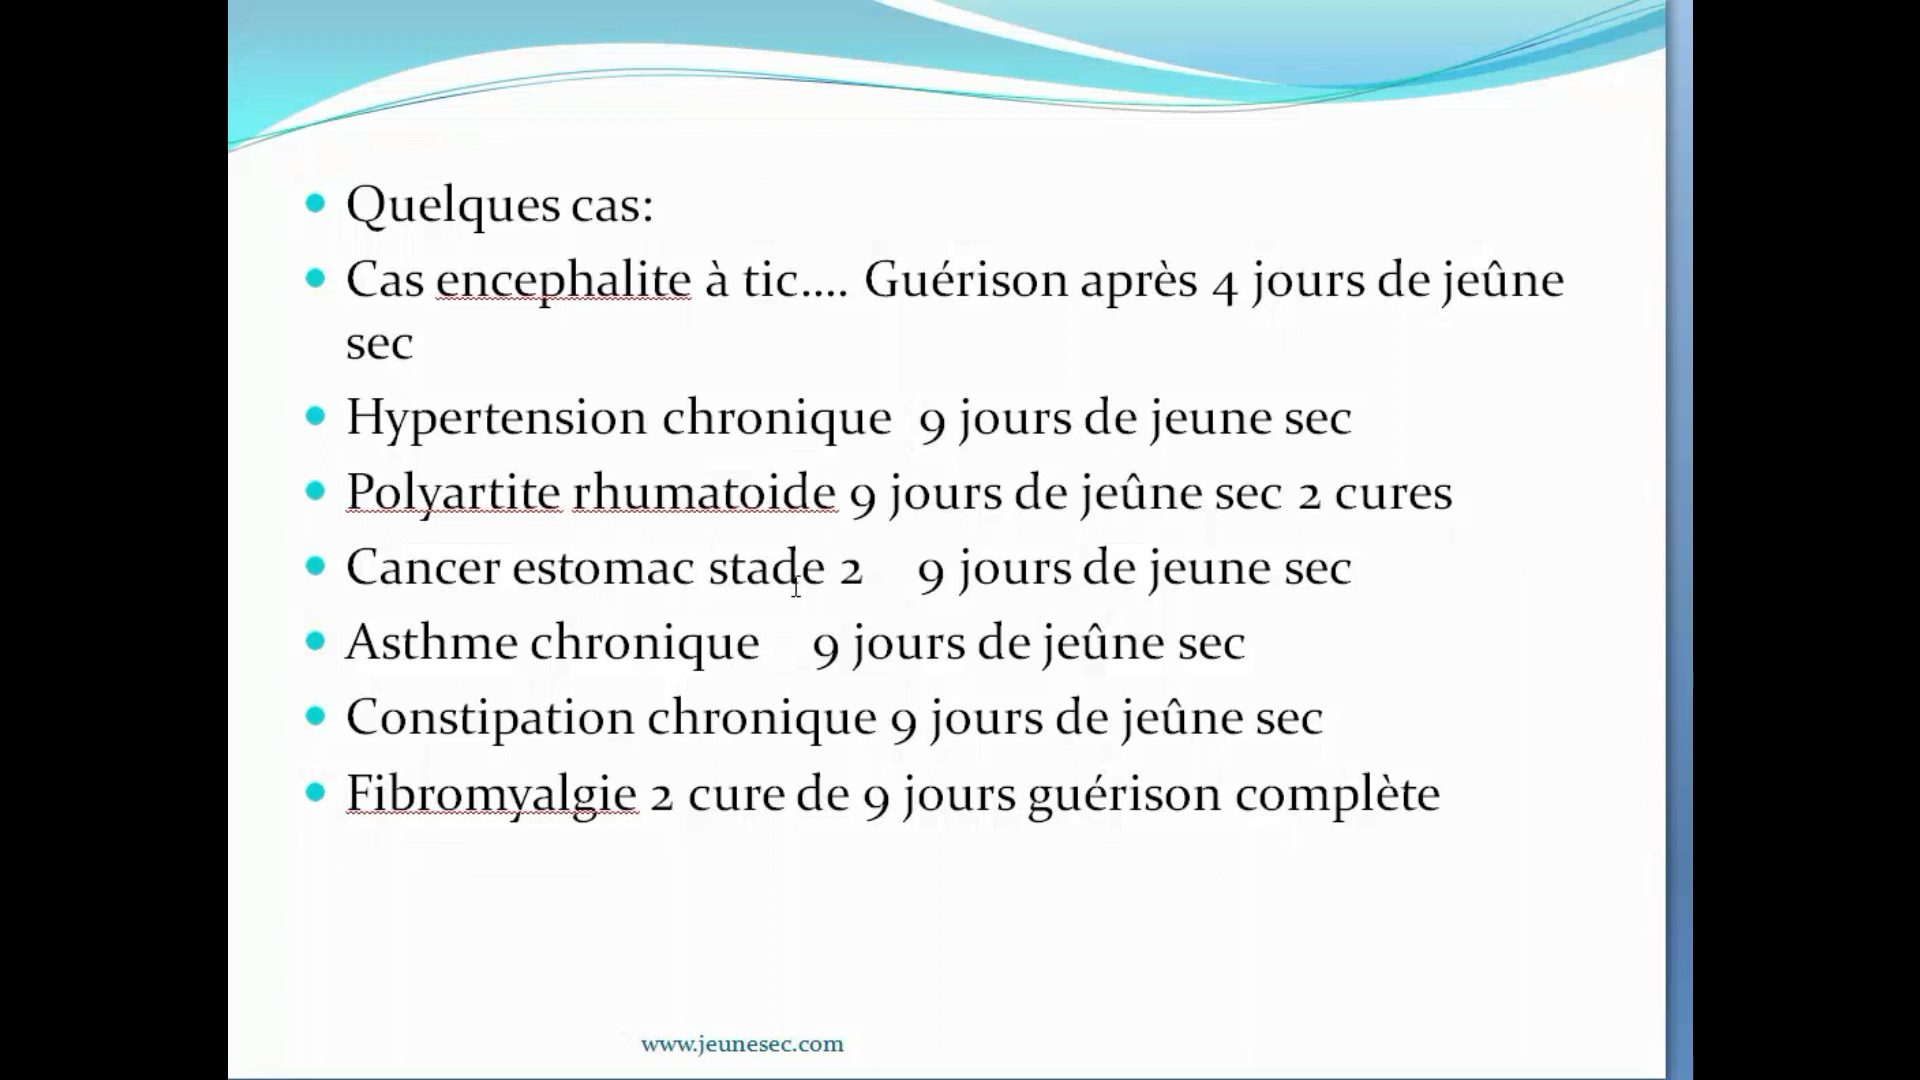 Quelques cas:
Cas encephalite à tic.... Guérison après 4 jours de jeûne
sec
Hypertension chronique 9 jours de jeune sec
Polyartite rhumatoide 9 jours de jeûne sec 2 cures
Cancer estomac stade 2 9 jours de jeune sec
Asthme chronique 9 jours de jeûne sec
Constipation chronique 9 jours de jeûne sec
Fibromyalgie 2 cure de 9 jours guérison complète
www.jeunesec.com